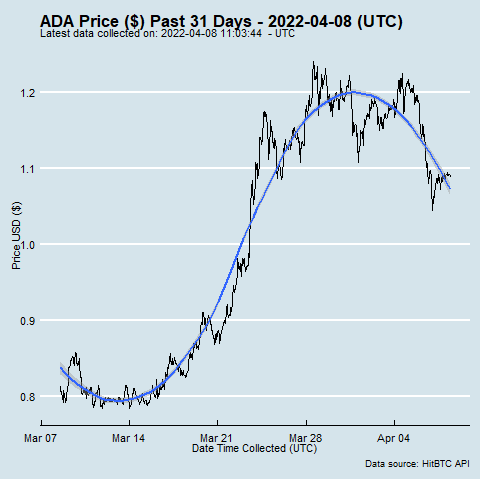 ADA Price ($) Past 31 Days - 2022-04-08 (UTC)
Latest data collected on: 2022-04-08 11:03:44 - UTC
1.2
1.1
1.0
0.9
0.8
Price USD ($)
Mar 07 Mar 14 Mar 21 Mar 28 Apr 04
Date Time Collected (UTC)
Data source: HitBTC API